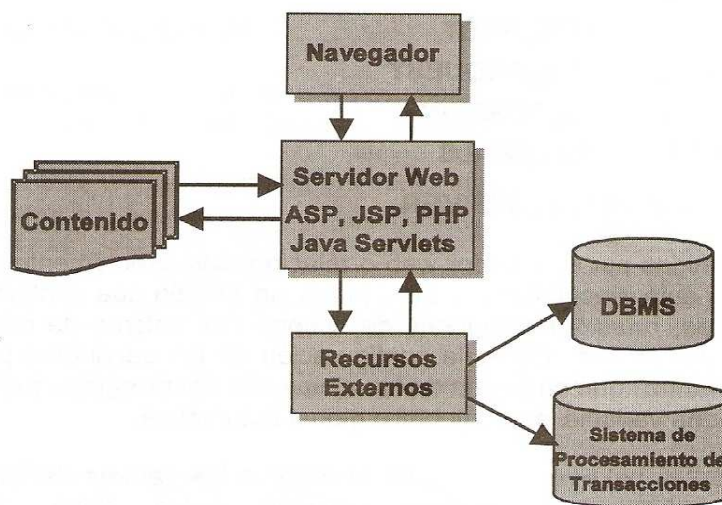 Navegador
Servidor Web
ASP, JSP, PHP
Java Servlets
Contenido
DBMS
Recursos
Externos
Sistema de
Procesamiento de
Transacciones